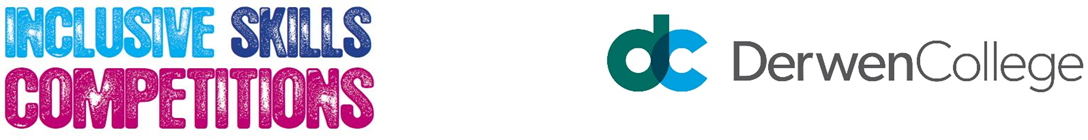 INCLUSIVE SKILLS
COMPETITIONS
dc DerwenCollege